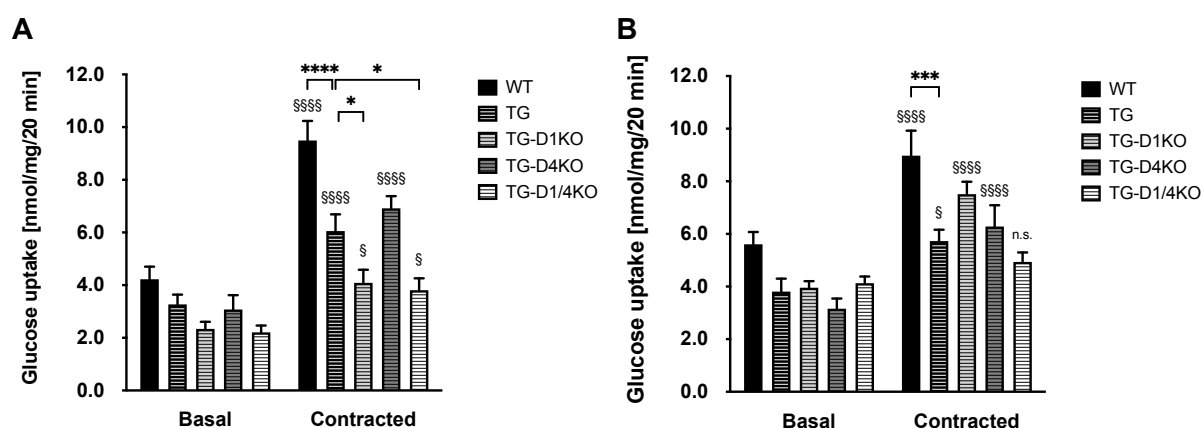 A
Glucose uptake [nmol/mg/20 min]
12.0
10.0
8.0
6.0
4.0
2.0
0.0
**** *
*
§§§§
§§§§ §§§§
§ §
Basal Contracted
WT
TG
TG-D1KO
TG-D4KO
TG-D1/4KO
B
Glucose uptake [nmol/mg/20 min]
12.0
10.0
8.0
6.0
4.0
2.0
0.0
***
§§§§
§§§§
§§§§
§
n.s.
Basal Contracted
WT
TG
TG-D1KO
TG-D4KO
TG-D1/4KO